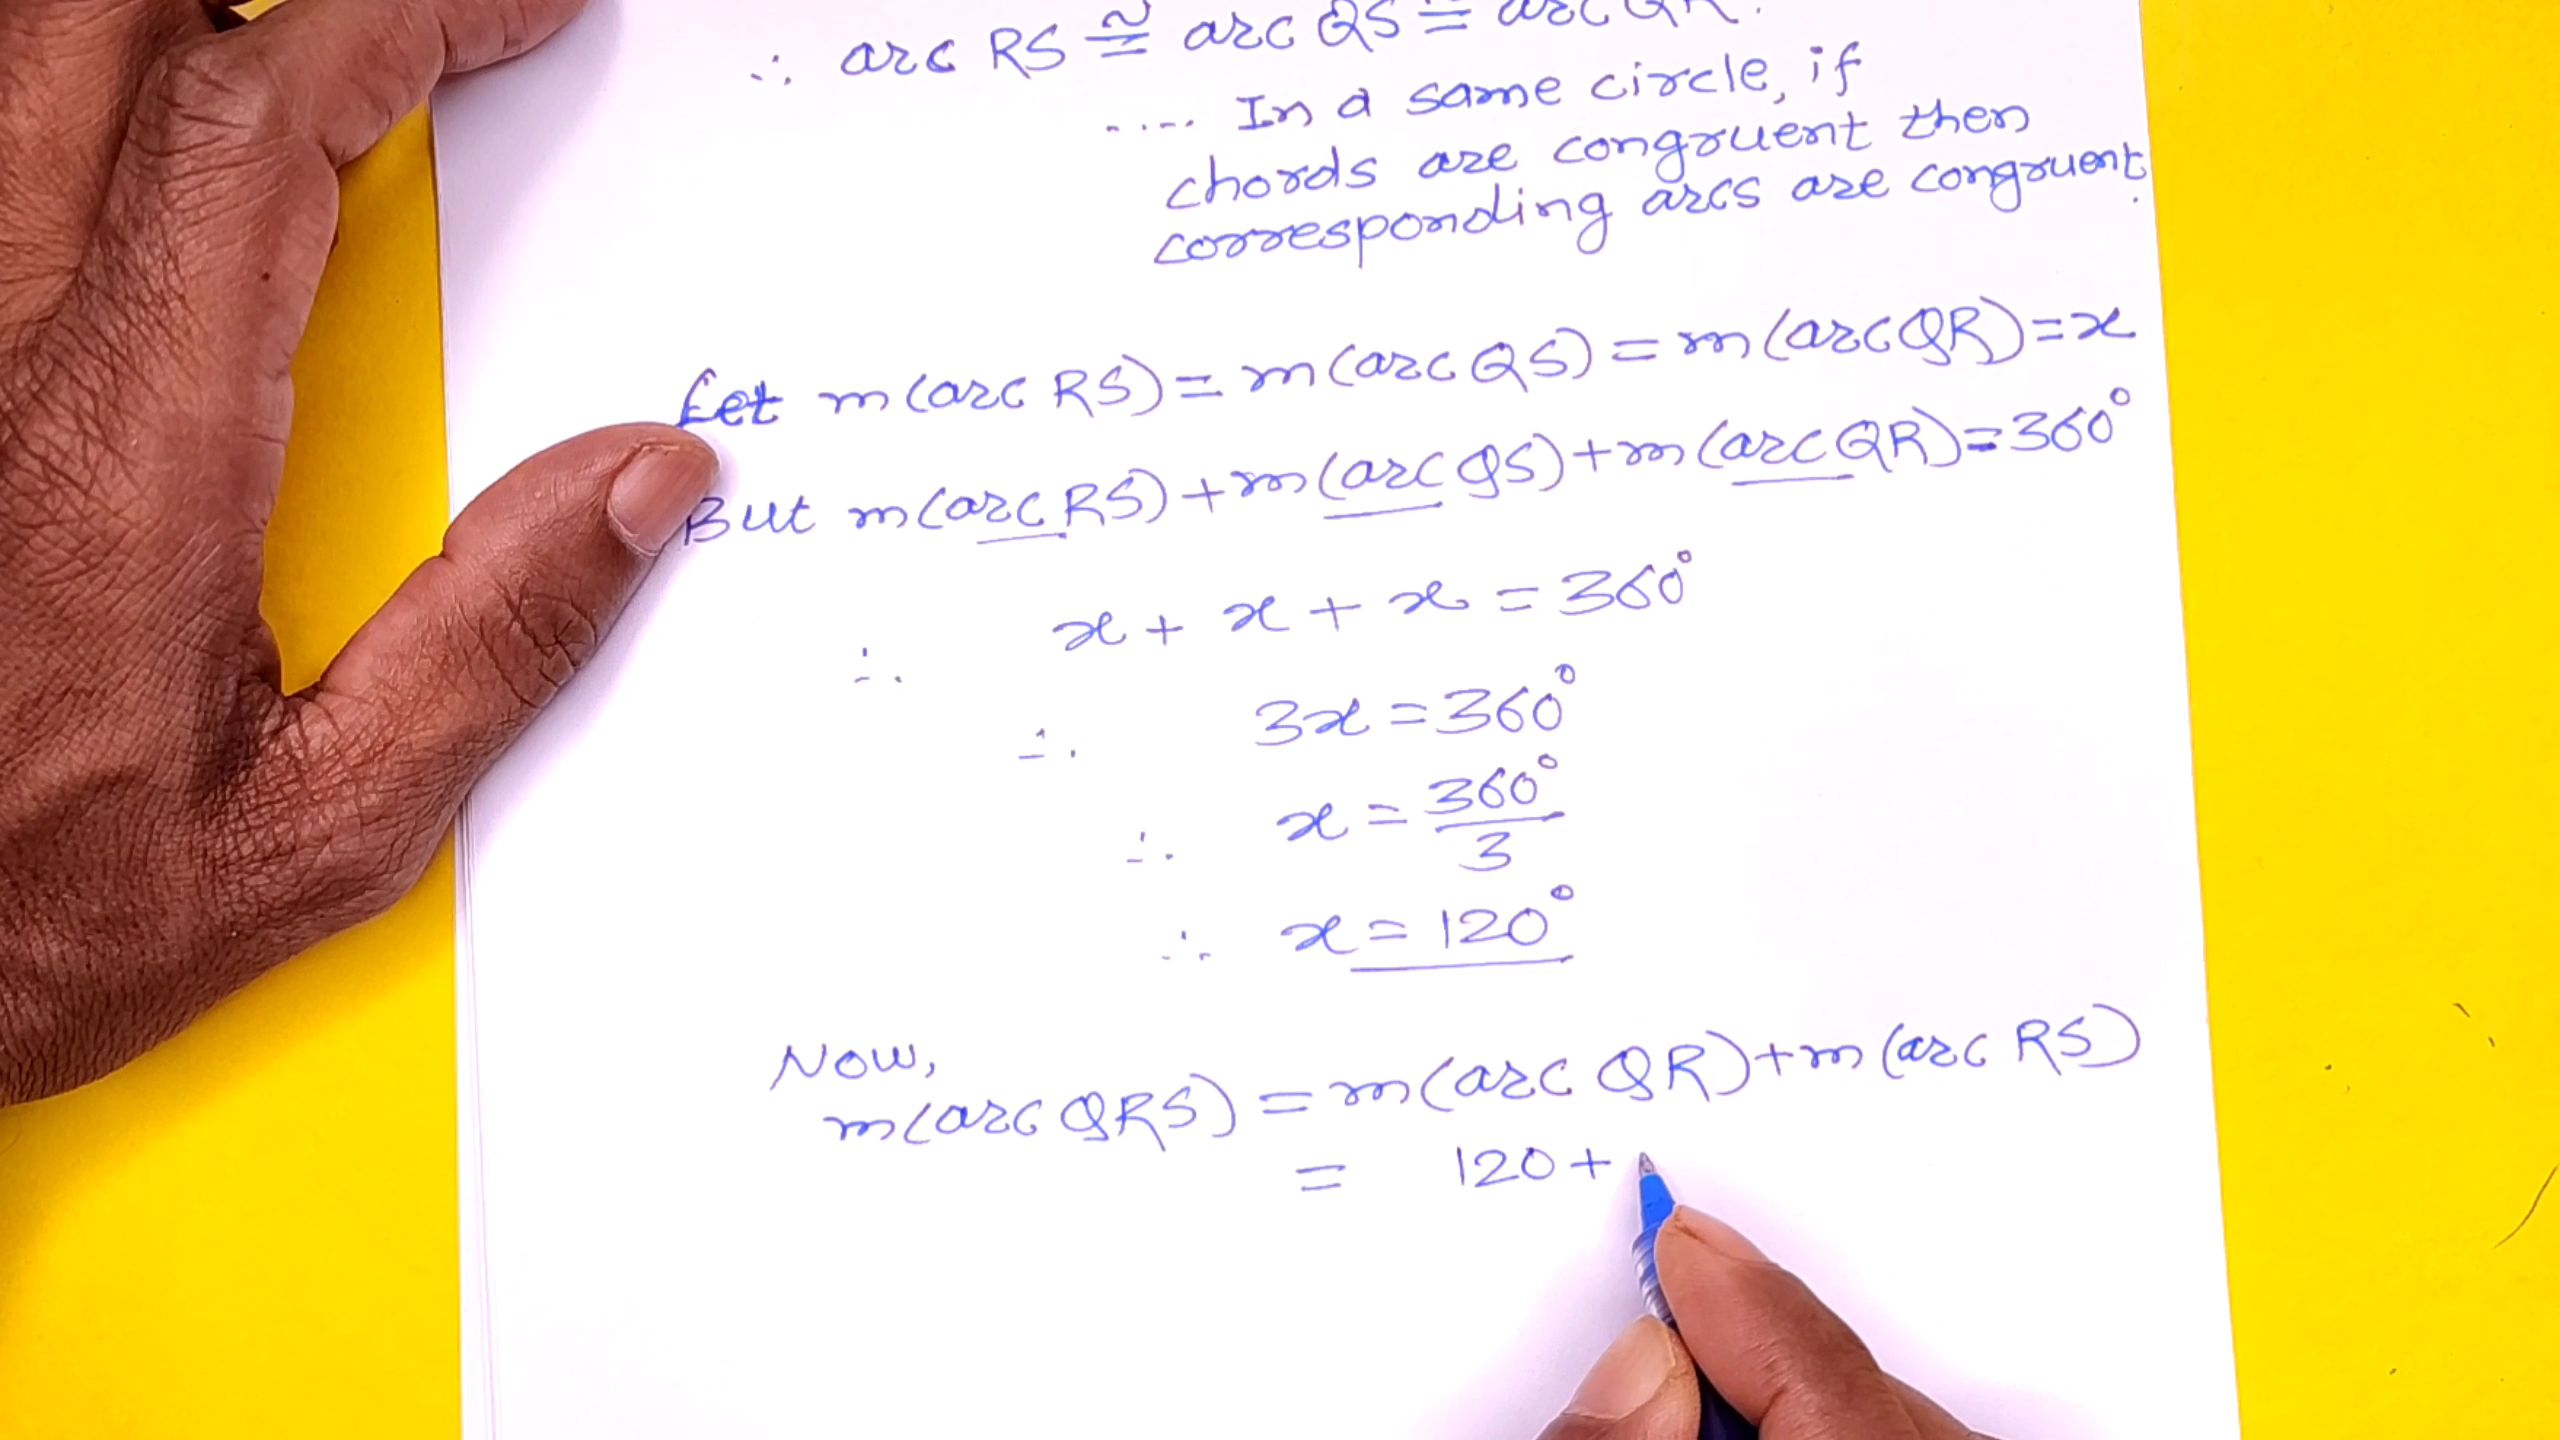 ∴ arc RS ≅ arc QS ≅ arc QR.
.... In a same circle, if
chords are congruent then
corresponding arcs are congruent.
Let m(arc RS) = m(arc QS) = m(arc QR) = x
But m(arc RS) + m(arc QS) + m(arc QR) = 360°
∴ x + x + x = 360°
∴ 3x = 360°
∴ x = 360°/3
∴ x = 120°
Now,
m(arc QRS) = m(arc QR) + m(arc RS)
= 120 +